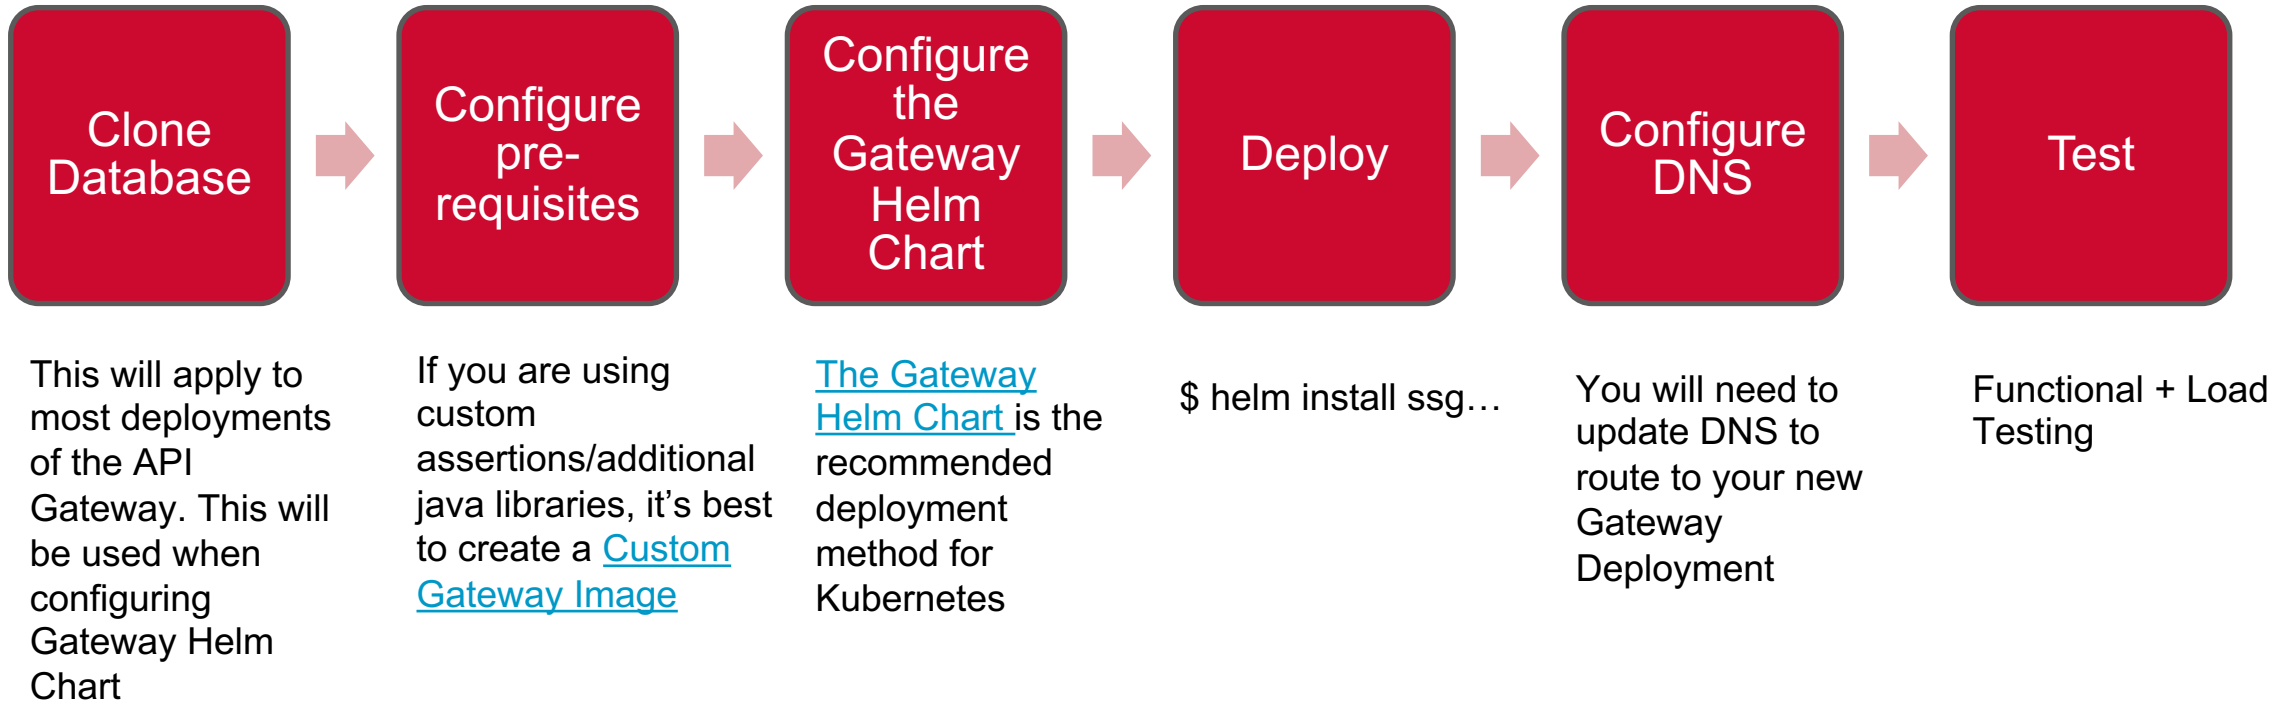 Clone
Database
Configure
pre-
requisites
Configure
the
Gateway
Helm
Chart
Deploy
Configure
DNS
Test
This will apply to
most deployments
of the API
Gateway. This will
be used when
configuring
Gateway Helm
Chart
If you are using
custom
assertions/additional
java libraries, it’s best
to create a Custom
Gateway Image
The Gateway
Helm Chart is the
recommended
deployment
method for
Kubernetes
$ helm install ssg…
You will need to
update DNS to
route to your new
Gateway
Deployment
Functional + Load
Testing